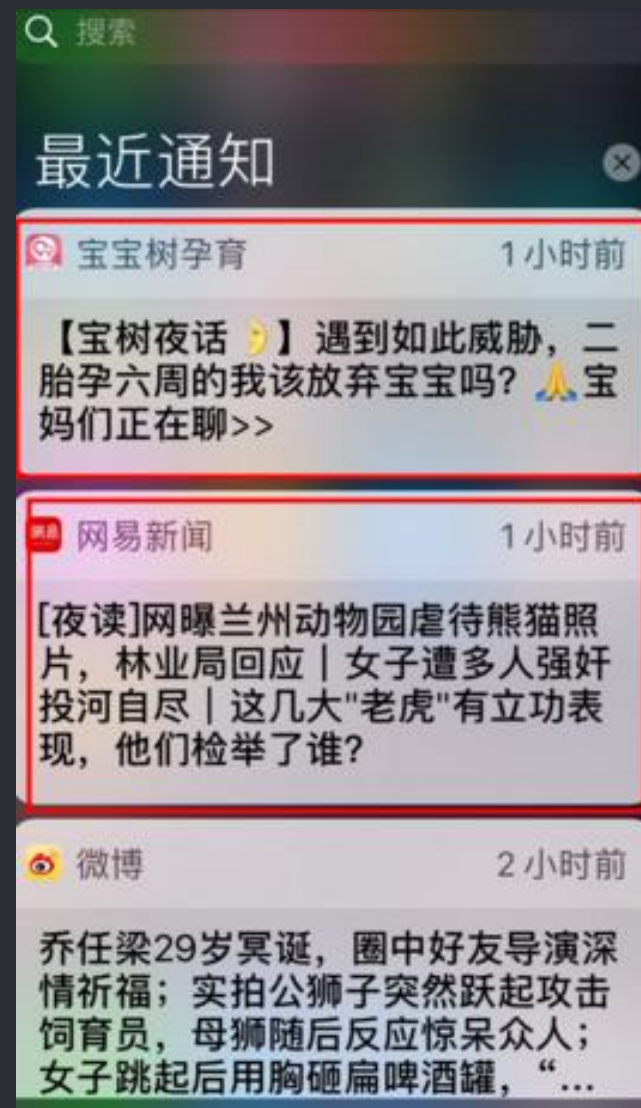 搜索
最近通知
宝宝树孕育 1小时前
【宝树夜话🌛】遇到如此威胁，二
胎孕六周的我该放弃宝宝吗？🙏宝
妈们正在聊>>
网易新闻 1小时前
[夜读]网曝兰州动物园虐待熊猫照
片，林业局回应｜女子遭多人强奸
投河自尽｜这几大"老虎"有立功表
现，他们检举了谁？
微博 2小时前
乔任梁29岁冥诞，圈中好友导演深
情祈福；实拍公狮子突然跃起攻击
饲育员，母狮随后反应惊呆众人；
女子跳起后用胸砸扁啤酒罐，“...